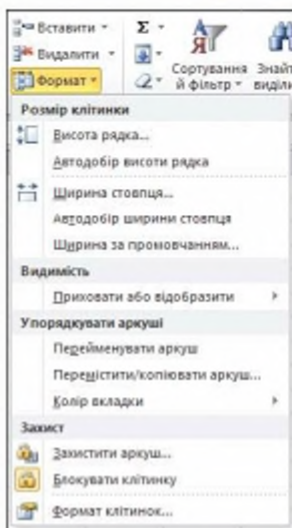 Вставити
Σ
Видалити
Формат
Сортування й фільтр
Знайт
виділи
Розмір клітинки
Висота рядка...
Автодобір висоти рядка
Ширина стовпця...
Автодобір ширини стовпця
Ширина за промовчанням...
Видимість
Приховати або відобразити
Упорядкувати аркуші
Перейменувати аркуш
Перемістити/копіювати аркуш...
Колір вкладки
Захист
Захистити аркуш...
Блокувати клітинку
Формат клітинок...